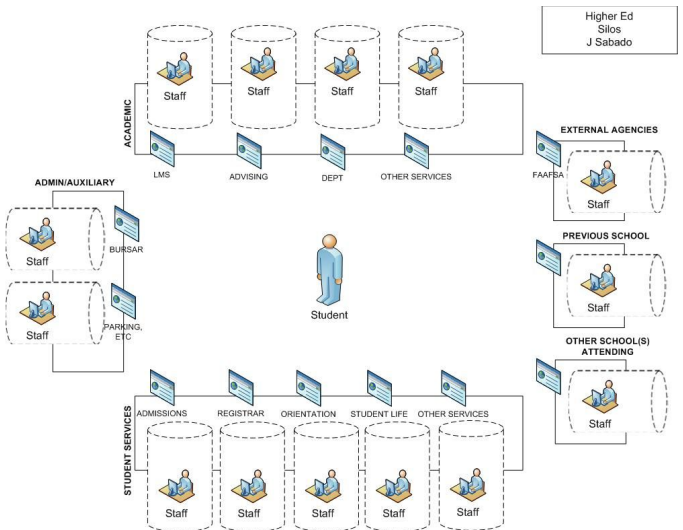 Higher Ed
Silos
J Sabado
ACADEMIC
Staff
Staff
Staff
Staff
LMS
ADVISING
DEPT
OTHER SERVICES
EXTERNAL AGENCIES
FAAFSA
Staff
ADMIN/AUXILIARY
Staff
BURSAR
Staff
PARKING,
ETC
Student
PREVIOUS SCHOOL
Staff
OTHER SCHOOL(S)
ATTENDING
Staff
STUDENT SERVICES
ADMISSIONS
REGISTRAR
ORIENTATION
STUDENT LIFE
OTHER SERVICES
Staff
Staff
Staff
Staff
Staff